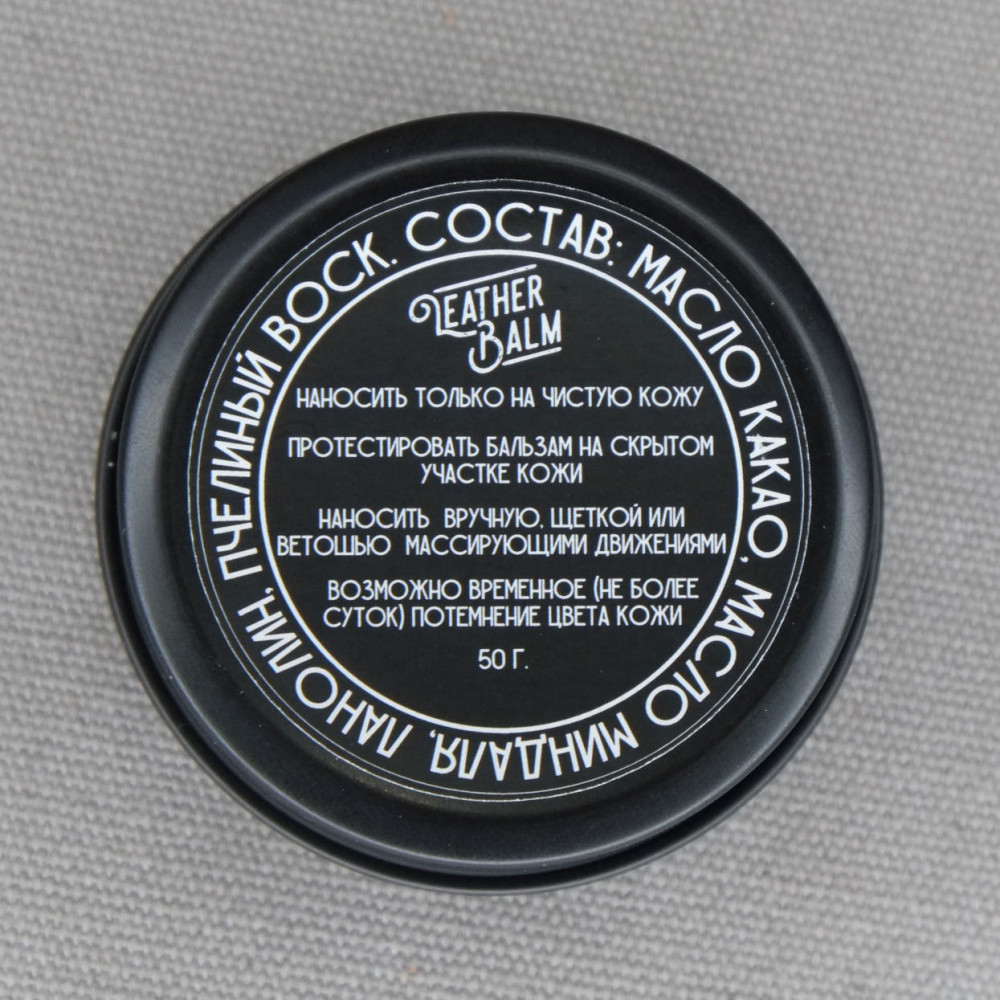 СОСТАВ: МАСЛО КАКАО, МАСЛО МИНДАЛЯ, ЛАНОЛИН, ПЧЕЛИНЫЙ ВОСК.
LEATHER
BALM
НАНОСИТЬ ТОЛЬКО НА ЧИСТУЮ КОЖУ
ПРОТЕСТИРОВАТЬ БАЛЬЗАМ НА СКРЫТОМ
УЧАСТКЕ КОЖИ
НАНОСИТЬ ВРУЧНУЮ, ЩЕТКОЙ ИЛИ
ВЕТОШЬЮ МАССИРУЮЩИМИ ДВИЖЕНИЯМИ
ВОЗМОЖНО ВРЕМЕННОЕ (НЕ БОЛЕЕ
СУТОК) ПОТЕМНЕНИЕ ЦВЕТА КОЖИ
50 Г.